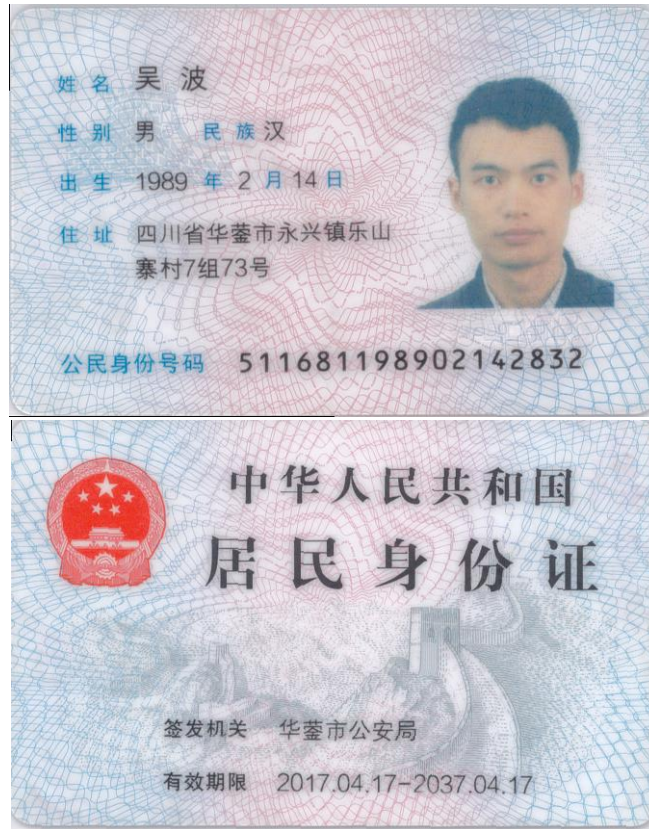 姓名 吴波
性别 男 民族 汉
出生 1989 年 2 月 14 日
住址 四川省华蓥市永兴镇乐山
寨村7组73号
公民身份号码 511681198902142832
中华人民共和国
居民身份证
签发机关 华蓥市公安局
有效期限 2017.04.17-2037.04.17